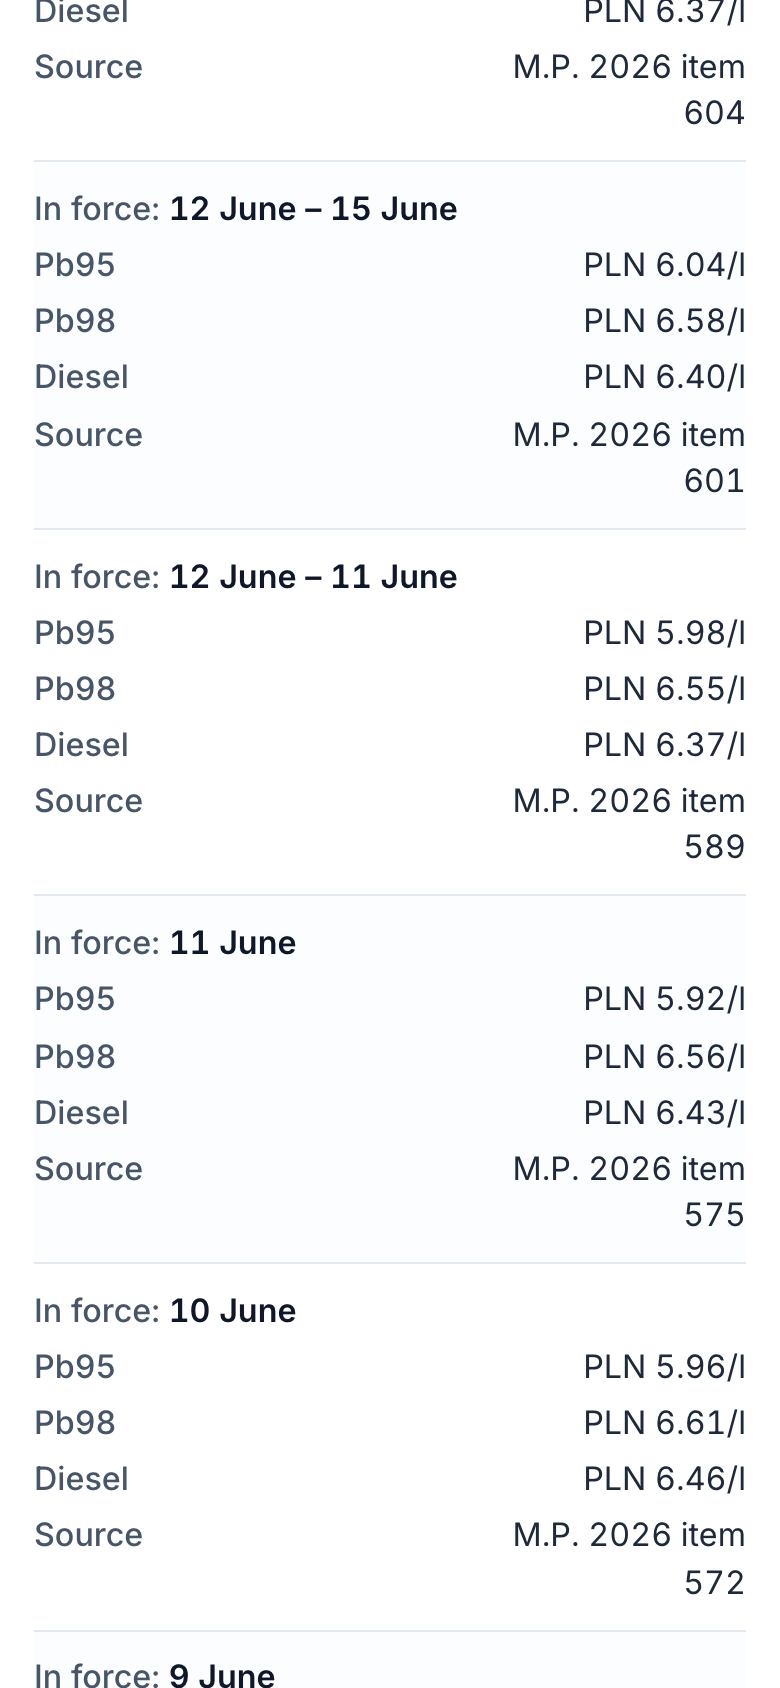 Diesel PLN 6.37/l
Source M.P. 2026 item
604
In force: 12 June – 15 June
Pb95 PLN 6.04/l
Pb98 PLN 6.58/l
Diesel PLN 6.40/l
Source M.P. 2026 item
601
In force: 12 June – 11 June
Pb95 PLN 5.98/l
Pb98 PLN 6.55/l
Diesel PLN 6.37/l
Source M.P. 2026 item
589
In force: 11 June
Pb95 PLN 5.92/l
Pb98 PLN 6.56/l
Diesel PLN 6.43/l
Source M.P. 2026 item
575
In force: 10 June
Pb95 PLN 5.96/l
Pb98 PLN 6.61/l
Diesel PLN 6.46/l
Source M.P. 2026 item
572
In force: 9 June